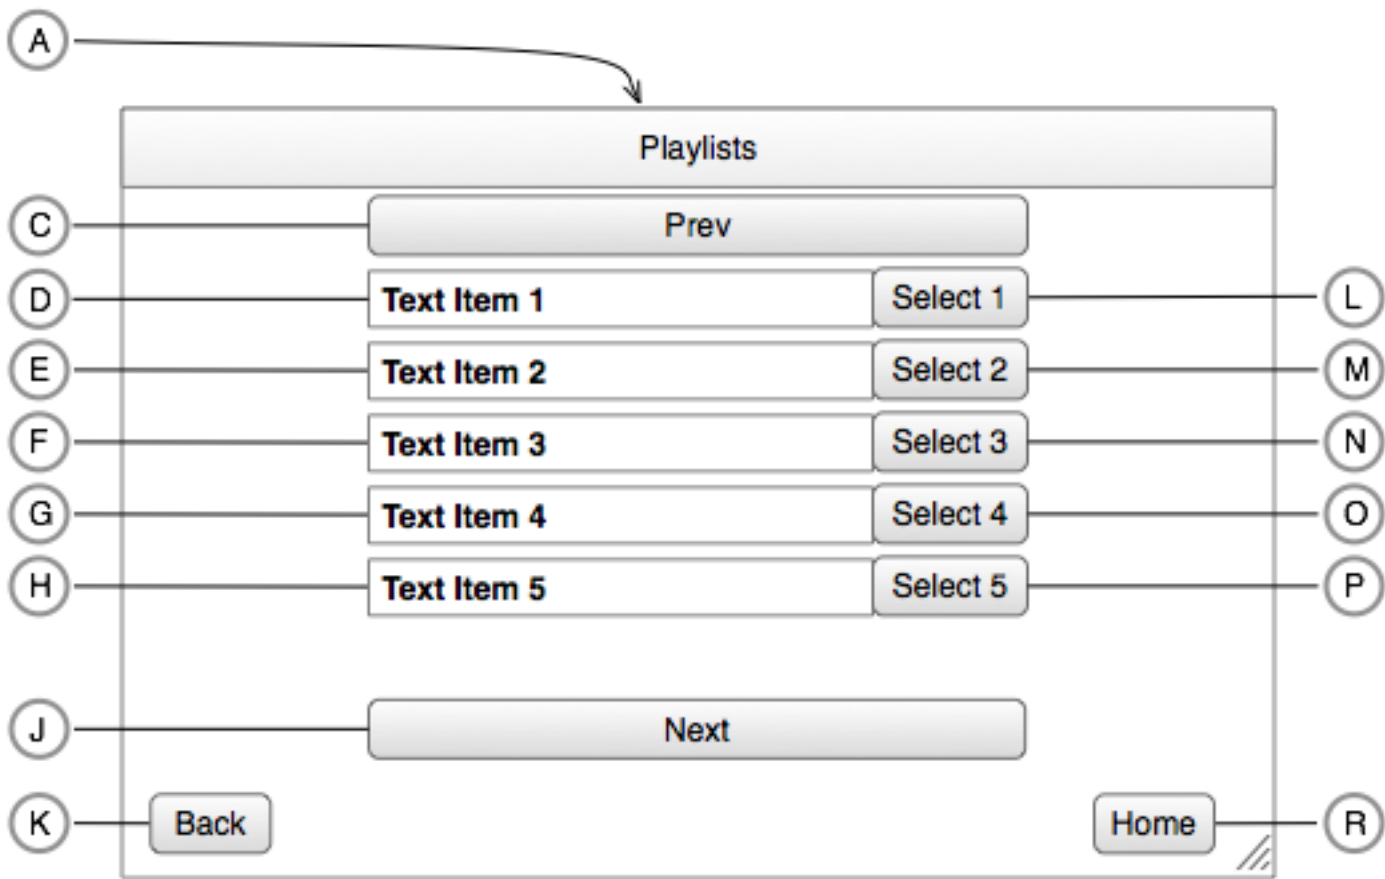 A
Playlists
C Prev
D Text Item 1 Select 1 L
E Text Item 2 Select 2 M
F Text Item 3 Select 3 N
G Text Item 4 Select 4 O
H Text Item 5 Select 5 P
J Next
K Back Home R